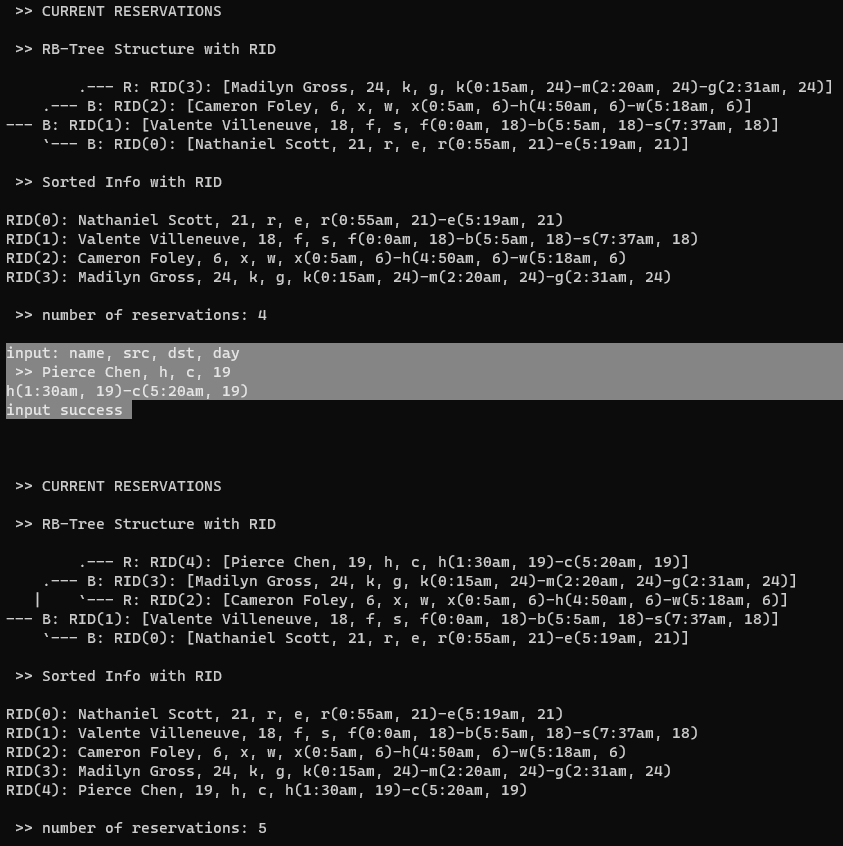 >> CURRENT RESERVATIONS
>> RB-Tree Structure with RID
.--- R: RID(3): [Madilyn Gross, 24, k, g, k(0:15am, 24)-m(2:20am, 24)-g(2:31am, 24)]
.--- B: RID(2): [Cameron Foley, 6, x, w, x(0:5am, 6)-h(4:50am, 6)-w(5:18am, 6)]
--- B: RID(1): [Valente Villeneuve, 18, f, s, f(0:0am, 18)-b(5:5am, 18)-s(7:37am, 18)]
`--- B: RID(0): [Nathaniel Scott, 21, r, e, r(0:55am, 21)-e(5:19am, 21)]
>> Sorted Info with RID
RID(0): Nathaniel Scott, 21, r, e, r(0:55am, 21)-e(5:19am, 21)
RID(1): Valente Villeneuve, 18, f, s, f(0:0am, 18)-b(5:5am, 18)-s(7:37am, 18)
RID(2): Cameron Foley, 6, x, w, x(0:5am, 6)-h(4:50am, 6)-w(5:18am, 6)
RID(3): Madilyn Gross, 24, k, g, k(0:15am, 24)-m(2:20am, 24)-g(2:31am, 24)
>> number of reservations: 4
input: name, src, dst, day
>> Pierce Chen, h, c, 19
h(1:30am, 19)-c(5:20am, 19)
input success
>> CURRENT RESERVATIONS
>> RB-Tree Structure with RID
.--- R: RID(4): [Pierce Chen, 19, h, c, h(1:30am, 19)-c(5:20am, 19)]
.--- B: RID(3): [Madilyn Gross, 24, k, g, k(0:15am, 24)-m(2:20am, 24)-g(2:31am, 24)]
|    `--- R: RID(2): [Cameron Foley, 6, x, w, x(0:5am, 6)-h(4:50am, 6)-w(5:18am, 6)]
--- B: RID(1): [Valente Villeneuve, 18, f, s, f(0:0am, 18)-b(5:5am, 18)-s(7:37am, 18)]
`--- B: RID(0): [Nathaniel Scott, 21, r, e, r(0:55am, 21)-e(5:19am, 21)]
>> Sorted Info with RID
RID(0): Nathaniel Scott, 21, r, e, r(0:55am, 21)-e(5:19am, 21)
RID(1): Valente Villeneuve, 18, f, s, f(0:0am, 18)-b(5:5am, 18)-s(7:37am, 18)
RID(2): Cameron Foley, 6, x, w, x(0:5am, 6)-h(4:50am, 6)-w(5:18am, 6)
RID(3): Madilyn Gross, 24, k, g, k(0:15am, 24)-m(2:20am, 24)-g(2:31am, 24)
RID(4): Pierce Chen, 19, h, c, h(1:30am, 19)-c(5:20am, 19)
>> number of reservations: 5